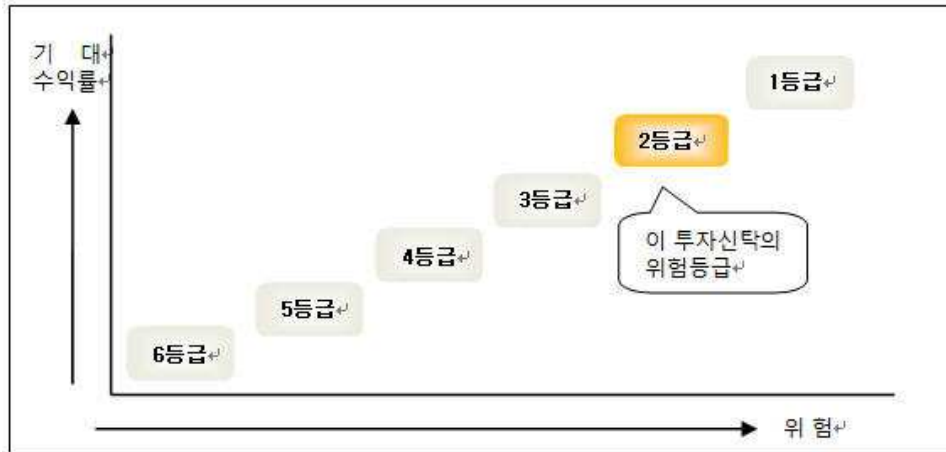 기 대
수익률
1등급
2등급
3등급
이 투자신탁의
위험등급
4등급
5등급
6등급
위 험